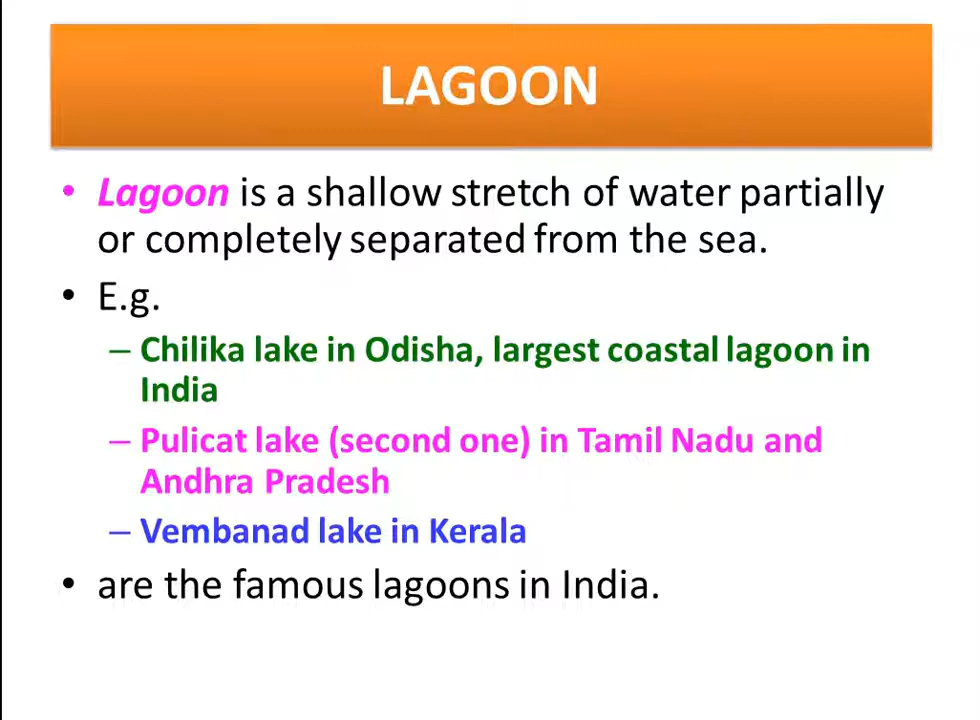 LAGOON
• Lagoon is a shallow stretch of water partially
or completely separated from the sea.
• E.g.
– Chilika lake in Odisha, largest coastal lagoon in
India
– Pulicat lake (second one) in Tamil Nadu and
Andhra Pradesh
– Vembanad lake in Kerala
• are the famous lagoons in India.